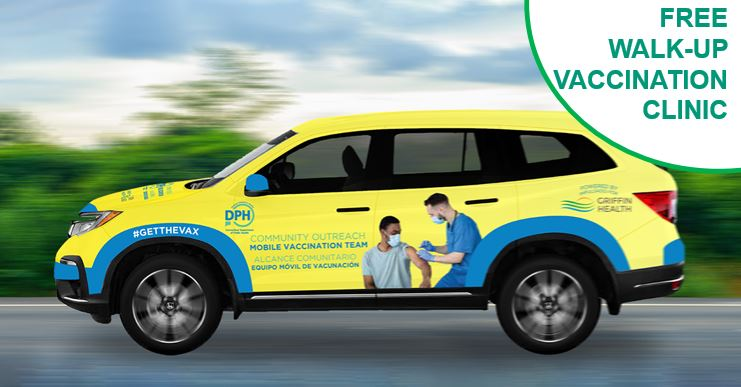 FREE
WALK-UP
VACCINATION
CLINIC
#GETTHEVAX
DPH
COMMUNITY OUTREACH
MOBILE VACCINATION TEAM
ALCANCE COMUNITARIO
EQUIPO MÓVIL DE VACUNACIÓN
POWERED BY
GRIFFIN
HEALTH